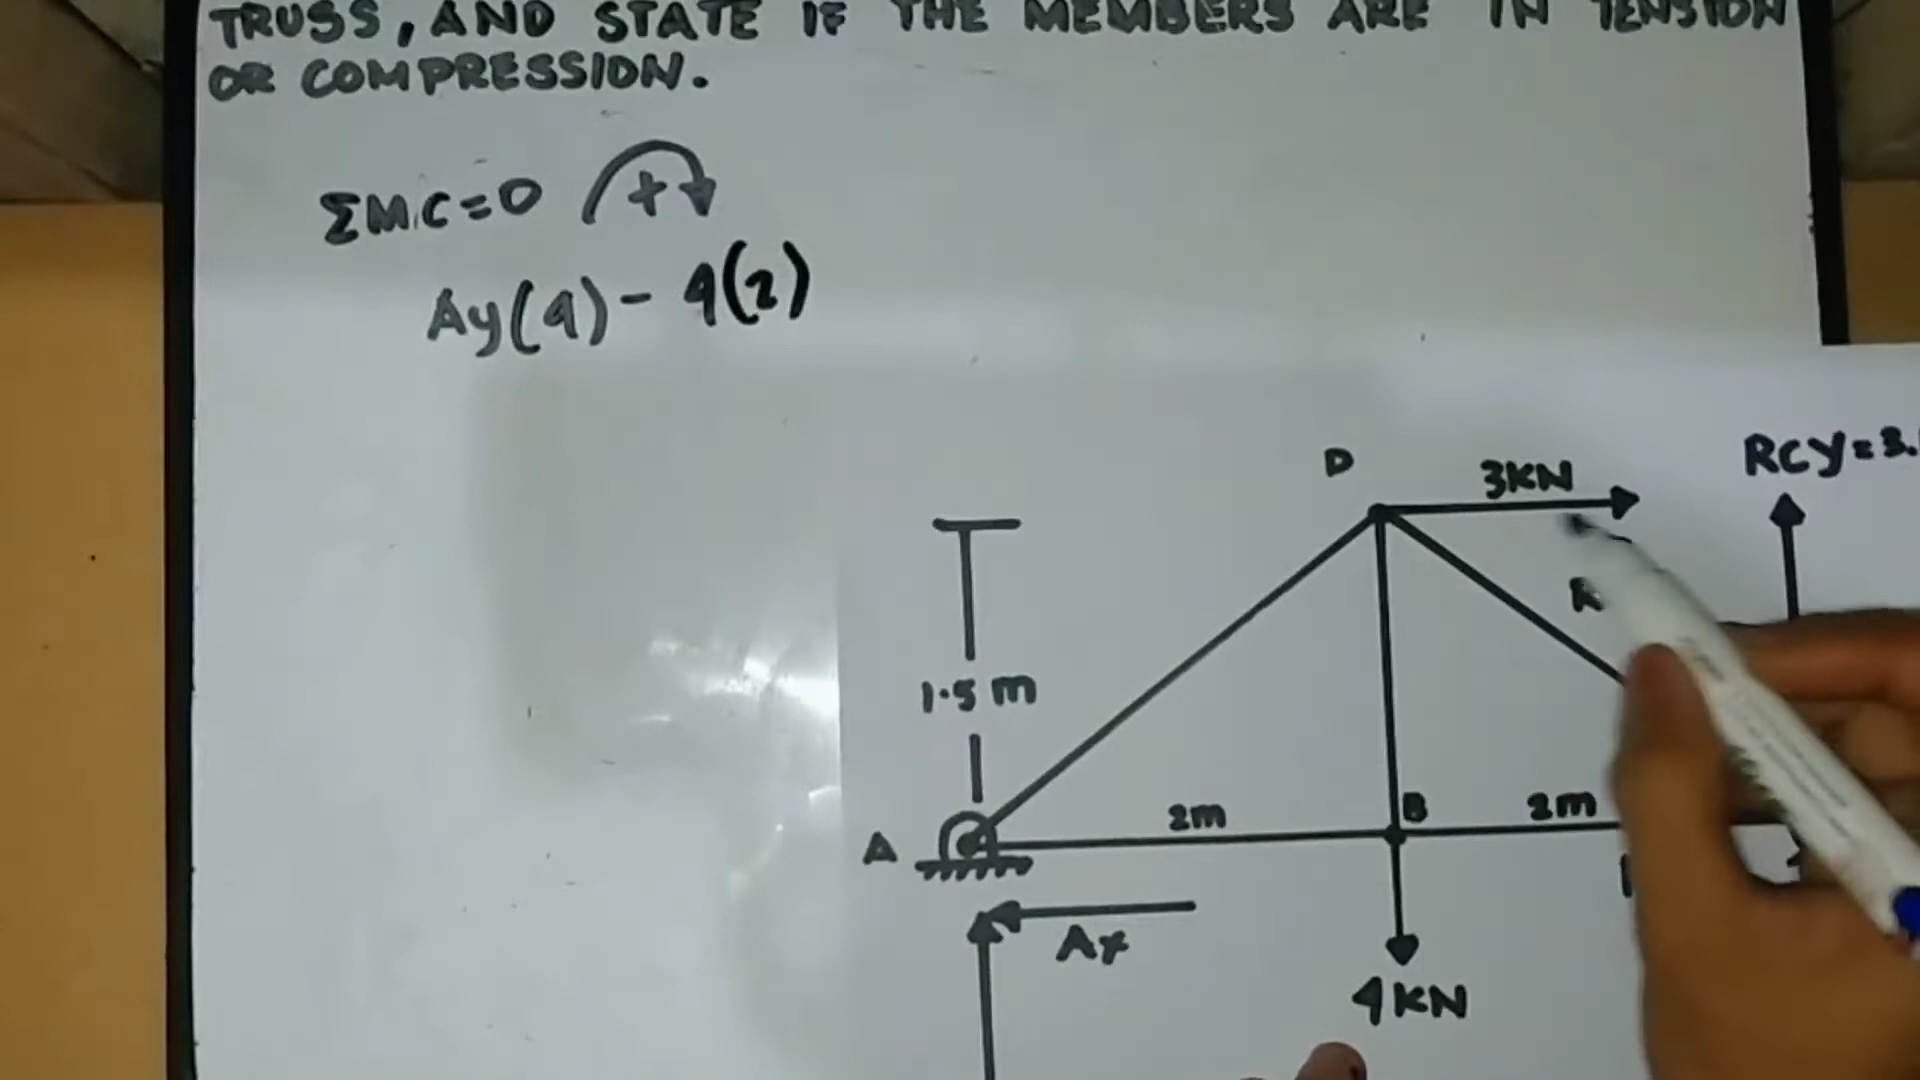 TRUSS, AND STATE IF THE MEMBERS ARE IN TENSION
OR COMPRESSION.
ΣMC=0 +
Ay(4) - 4(2)
D
3KN
RCY=3.
1.5 m
A
2m
B
2m
Ax
4KN